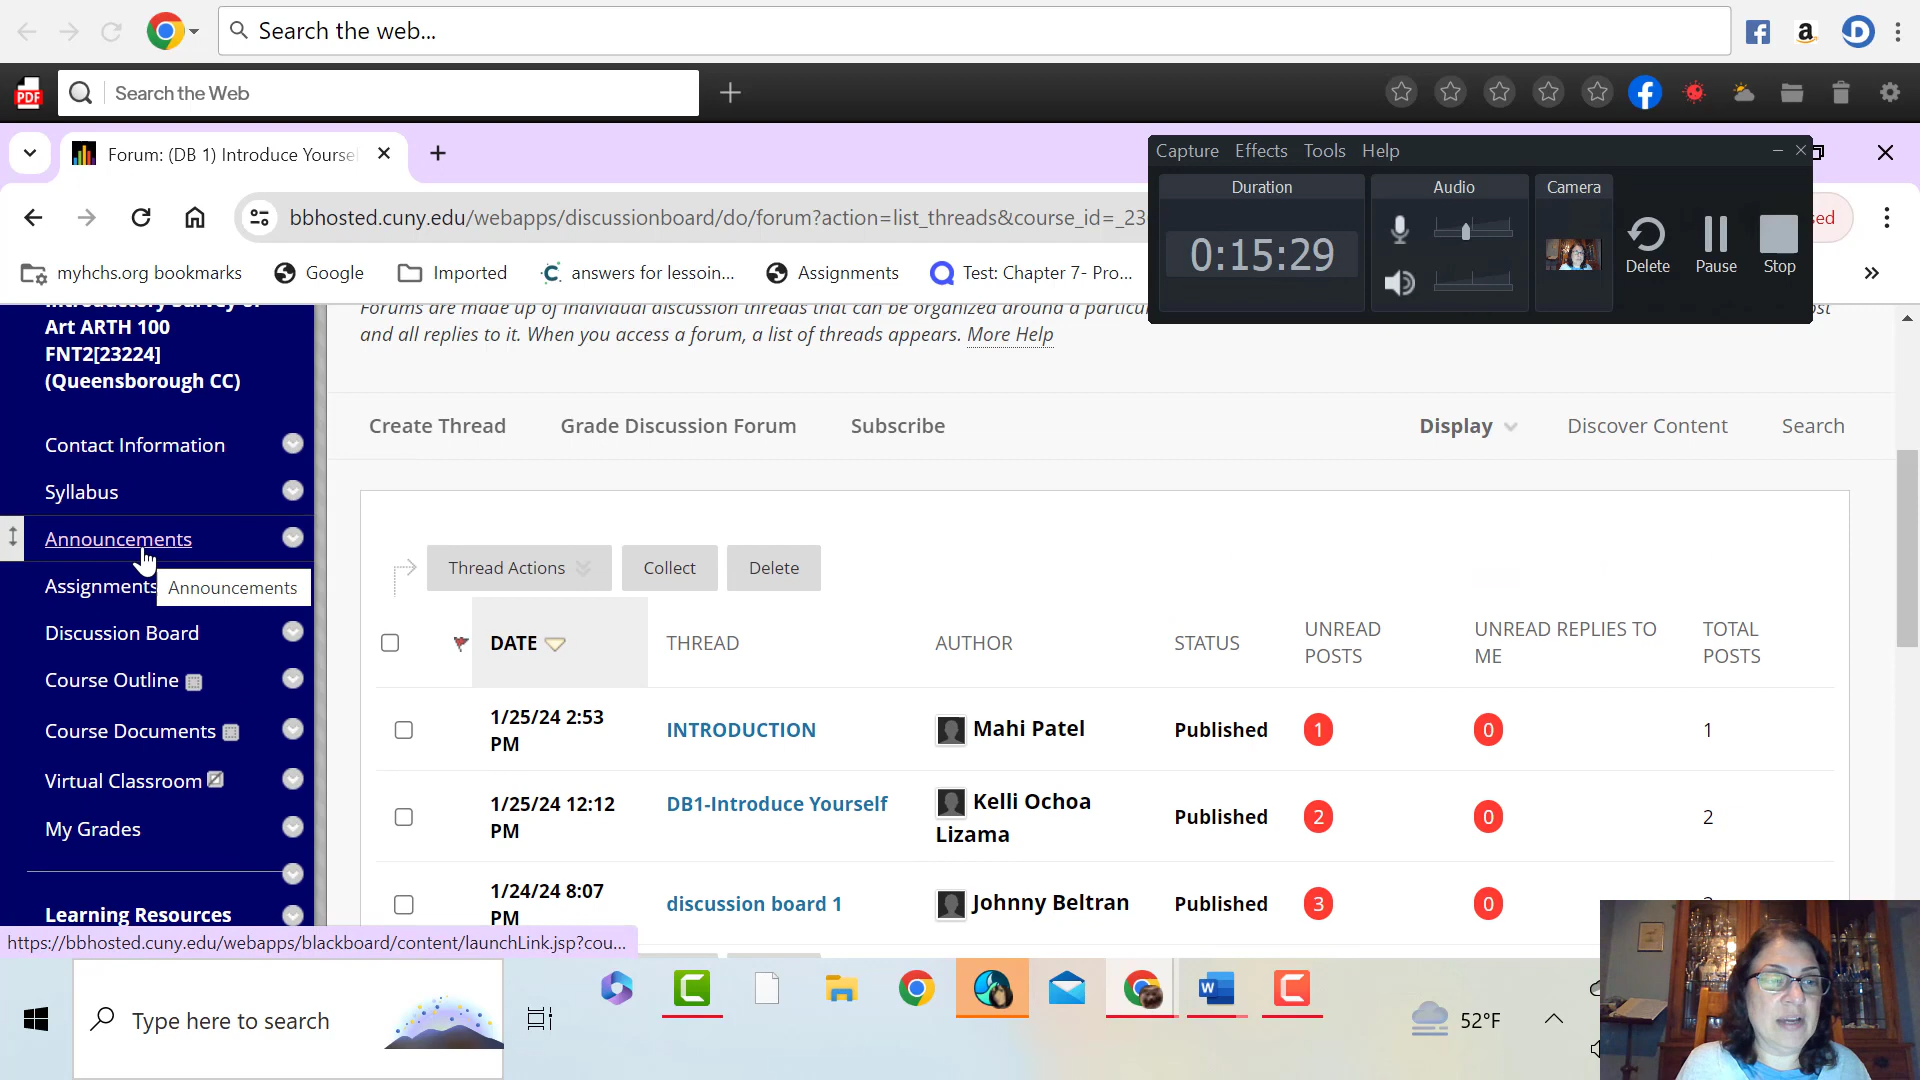 Search the web...
Search the Web
Forum: (DB 1) Introduce Yourse
Capture Effects Tools Help
Duration Audio Camera
0:15:29
Delete Pause Stop
bbhosted.cuny.edu/webapps/discussionboard/do/forum?action=list_threads&course_id=_23
sed
myhchs.org bookmarks Google Imported answers for lessoin... Assignments Test: Chapter 7- Pro...
Introductory Survey of
Art ARTH 100
FNT2[23224]
(Queensborough CC)
Contact Information
Syllabus
Announcements
Assignments
Announcements
Discussion Board
Course Outline
Course Documents
Virtual Classroom
My Grades
Learning Resources
https://bbhosted.cuny.edu/webapps/blackboard/content/launchLink.jsp?cou...
Forums are made up of individual discussion threads that can be organized around a particu
ost
and all replies to it. When you access a forum, a list of threads appears. More Help
Create Thread Grade Discussion Forum Subscribe Display Discover Content Search
Thread Actions Collect Delete
DATE THREAD AUTHOR STATUS UNREAD POSTS UNREAD REPLIES TO ME TOTAL POSTS
1/25/24 2:53 PM INTRODUCTION Mahi Patel Published 1 0 1
1/25/24 12:12 PM DB1-Introduce Yourself Kelli Ochoa Lizama Published 2 0 2
1/24/24 8:07 PM discussion board 1 Johnny Beltran Published 3 0
Type here to search
52°F